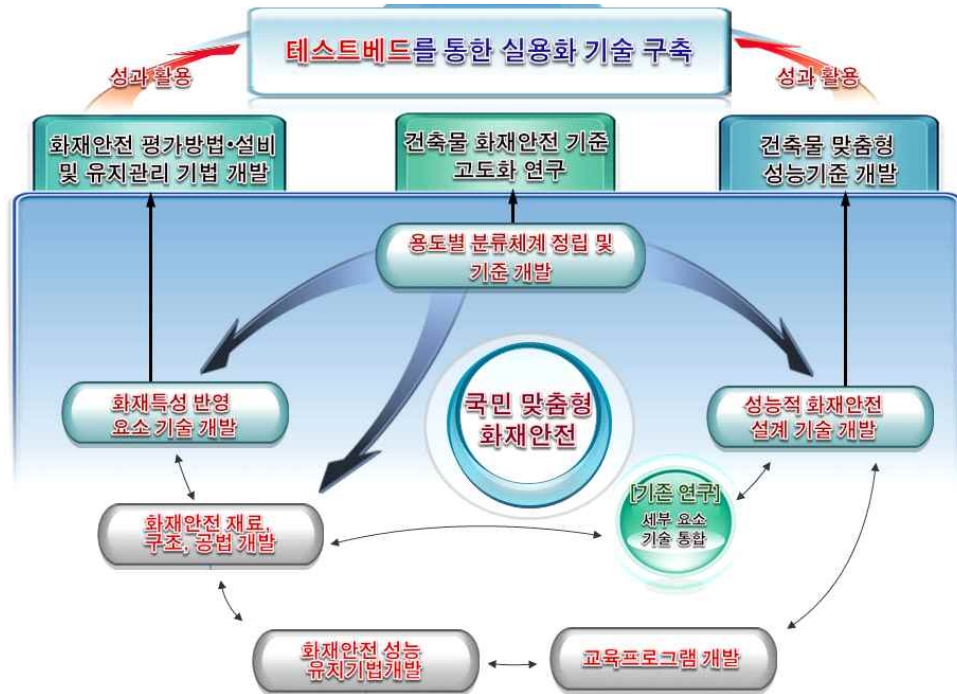 테스트베드를 통한 실용화 기술 구축
성과 활용
성과 활용
화재안전 평가방법·설비
및 유지관리 기법 개발
건축물 화재안전 기준
고도화 연구
건축물 맞춤형
성능기준 개발
용도별 분류체계 정립 및
기준 개발
화재특성 반영
요소 기술 개발
국민 맞춤형
화재안전
성능적 화재안전
설계 기술 개발
[기존 연구]
세부 요소
기술 통합
화재안전 재료,
구조, 공법 개발
화재안전 성능
유지기법개발
교육프로그램 개발